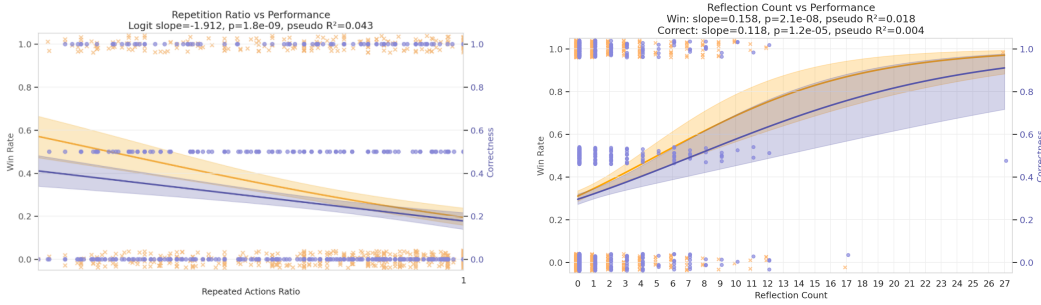 Repetition Ratio vs Performance
Logit slope=-1.912, p=1.8e-09, pseudo R²=0.043
Win Rate
1.0
0.8
0.6
0.4
0.2
0.0
1.0
0.8
0.6
0.4
0.2
0.0
Correctness
1
Repeated Actions Ratio
Reflection Count vs Performance
Win: slope=0.158, p=2.1e-08, pseudo R²=0.018
Correct: slope=0.118, p=1.2e-05, pseudo R²=0.004
Win Rate
1.0
0.8
0.6
0.4
0.2
0.0
1.0
0.8
0.6
0.4
0.2
0.0
Correctness
0 1 2 3 4 5 6 7 8 9 10 11 12 13 14 15 16 17 18 19 20 21 22 23 24 25 26 27
Reflection Count